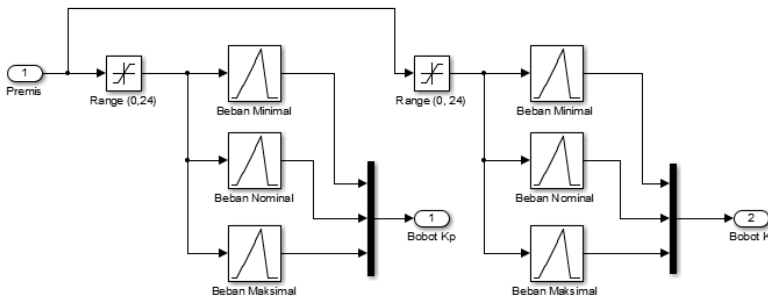 1
Premis
Range (0,24)
Beban Minimal
Beban Nominal
Beban Maksimal
1
Bobot Kp
Range (0, 24)
Beban Minimal
Beban Nominal
Beban Maksimal
2
Bobot K